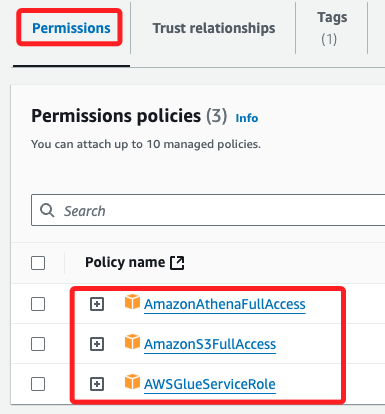 Permissions
Trust relationships
Tags
(1)
Permissions policies (3) Info
You can attach up to 10 managed policies.
Search
Policy name
AmazonAthenaFullAccess
AmazonS3FullAccess
AWSGlueServiceRole